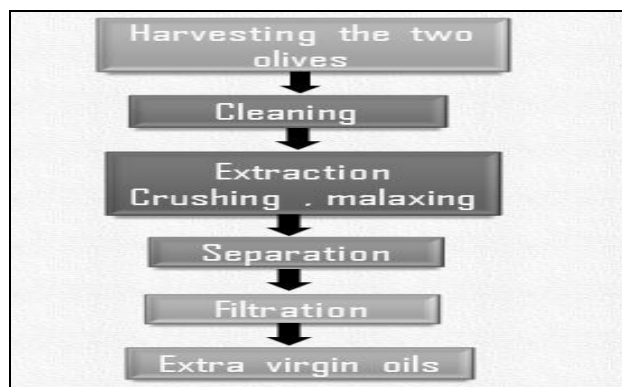 Harvesting the two
olives
Cleaning
Extraction
Crushing , malaxing
Separation
Filtration
Extra virgin oils